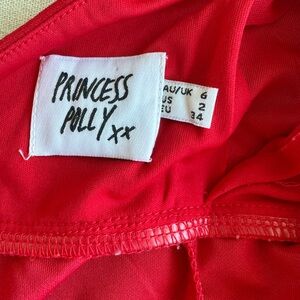 PRINCESS
POLLY xx
AU/UK 6
US 2
EU 34